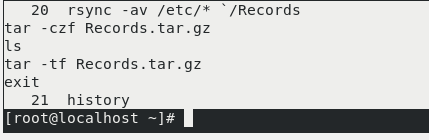 20  rsync -av /etc/* `/Records
tar -czf Records.tar.gz
ls
tar -tf Records.tar.gz
exit
21  history
[root@localhost ~]#